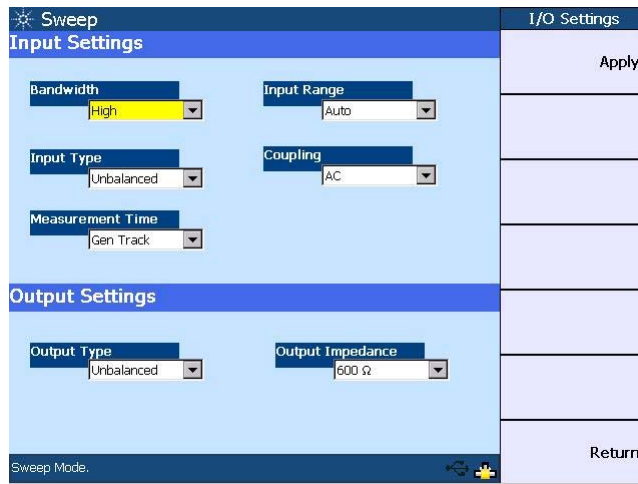 Sweep
I/O Settings
Input Settings
Apply
Bandwidth
High
Input Range
Auto
Input Type
Unbalanced
Coupling
AC
Measurement Time
Gen Track
Output Settings
Output Type
Unbalanced
Output Impedance
600 Ω
Return
Sweep Mode.